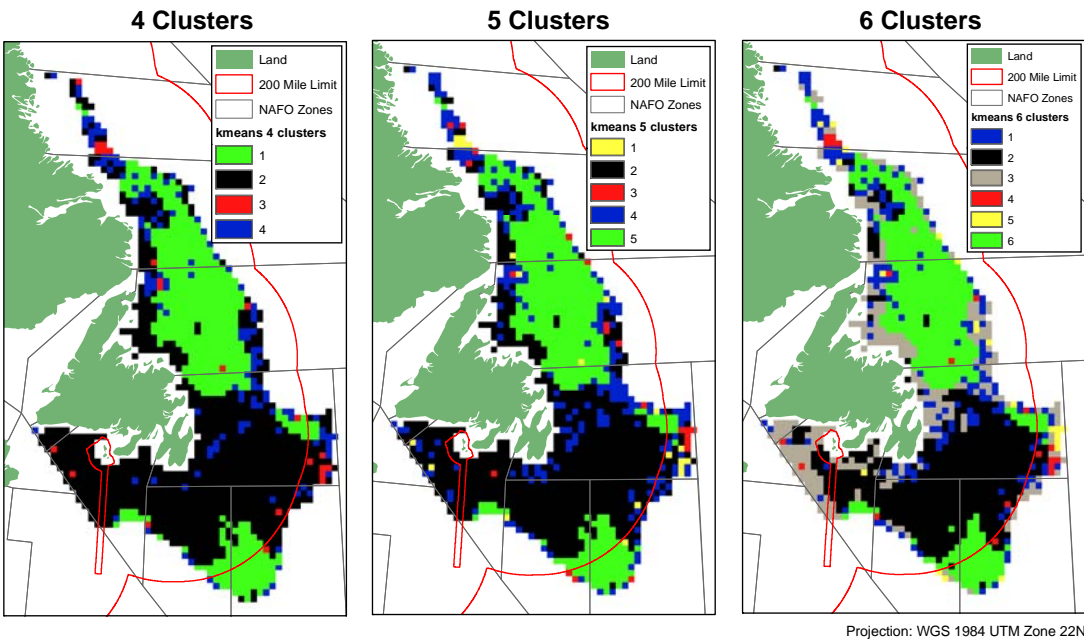 4 Clusters
Land
200 Mile Limit
NAFO Zones
kmeans 4 clusters
1
2
3
4
5 Clusters
Land
200 Mile Limit
NAFO Zones
kmeans 5 clusters
1
2
3
4
5
6 Clusters
Land
200 Mile Limit
NAFO Zones
kmeans 6 clusters
1
2
3
4
5
6
Projection: WGS 1984 UTM Zone 22N